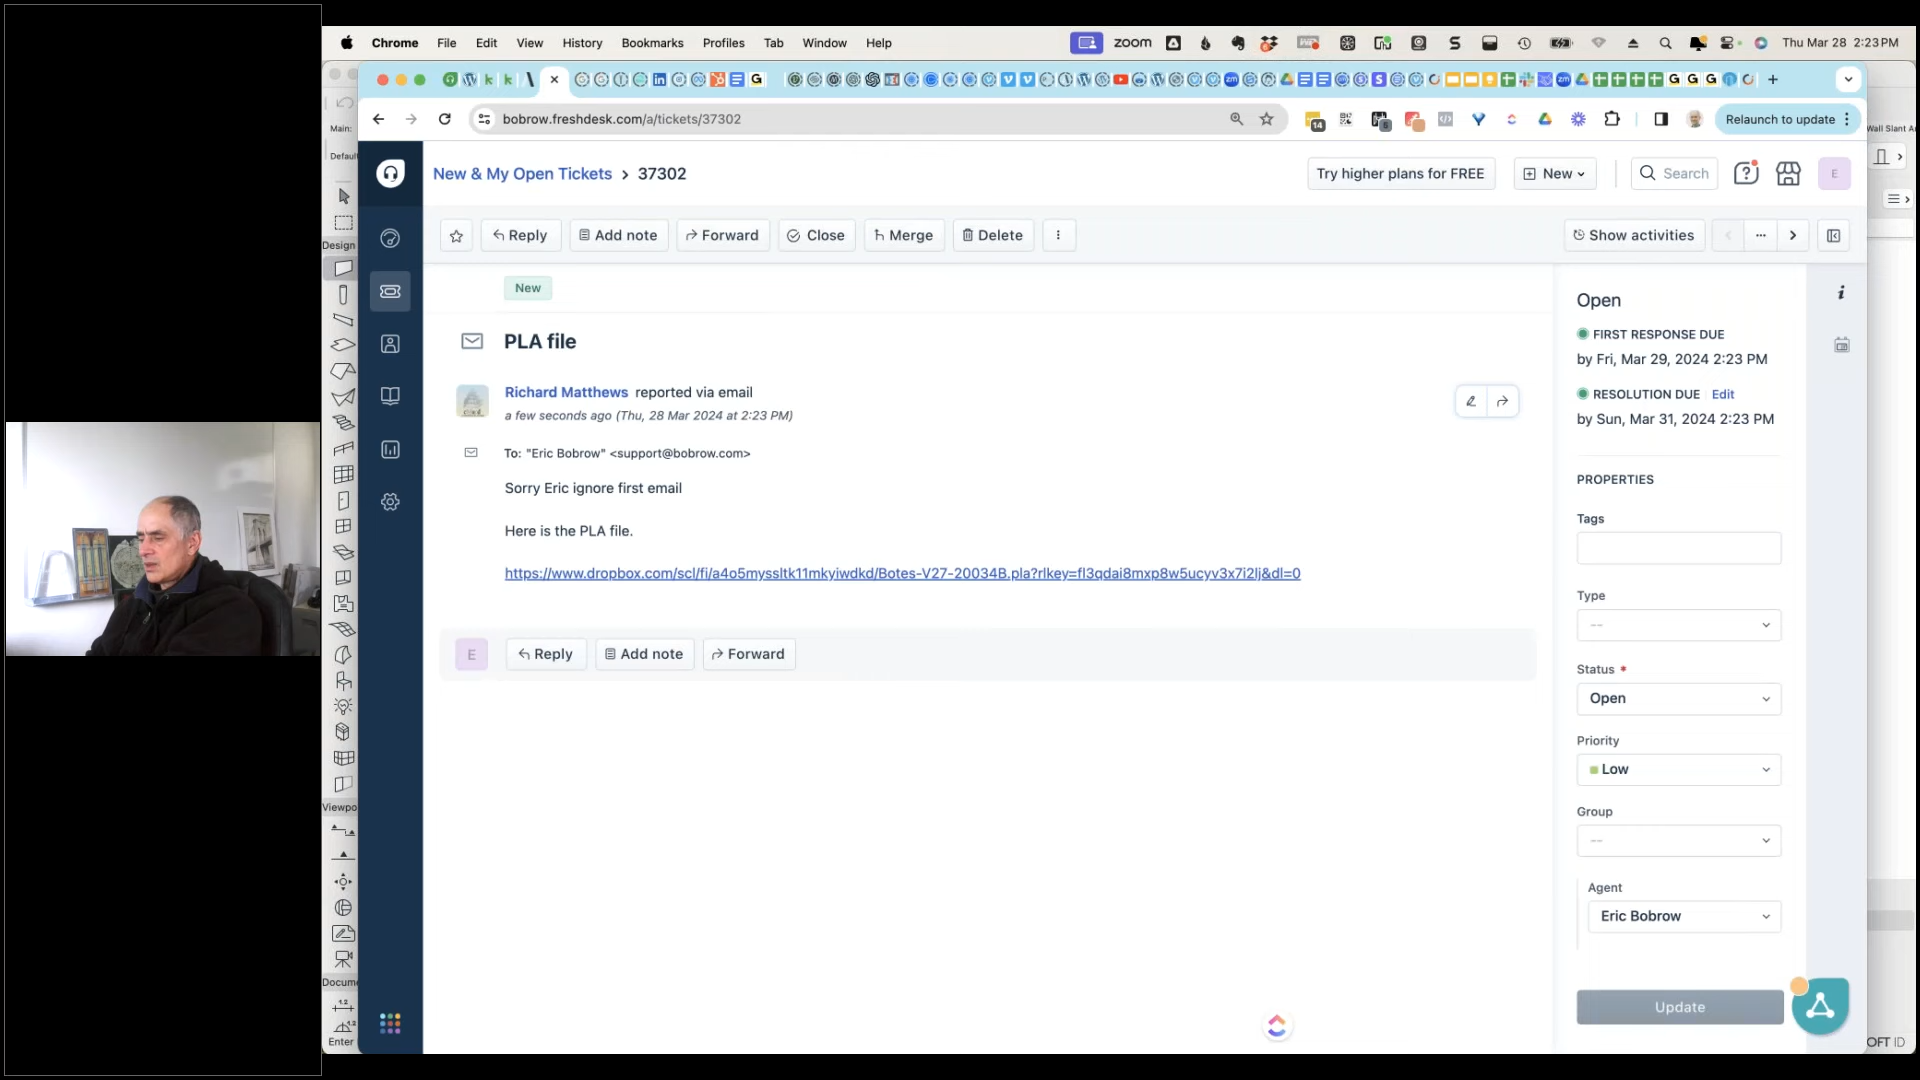 Chrome File Edit View History Bookmarks Profiles Tab Window Help
zoom
Thu Mar 28 2:23 PM
bobrow.freshdesk.com/a/tickets/37302
14
Relaunch to update
Main:
Default
Wall Slant A
New & My Open Tickets > 37302
Try higher plans for FREE
New
Search
E
Reply
Add note
Forward
Close
Merge
Delete
Show activities
Design
New
PLA file
Richard Matthews reported via email
a few seconds ago (Thu, 28 Mar 2024 at 2:23 PM)
To: "Eric Bobrow" <support@bobrow.com>
Sorry Eric ignore first email
Here is the PLA file.
https://www.dropbox.com/scl/fi/a4o5myssltk11mkyiwdkd/Botes-V27-20034B.pla?rlkey=fl3qdai8mxp8w5ucyv3x7i2lj&dl=0
E
Reply
Add note
Forward
Open
FIRST RESPONSE DUE
by Fri, Mar 29, 2024 2:23 PM
RESOLUTION DUE Edit
by Sun, Mar 31, 2024 2:23 PM
PROPERTIES
Tags
Type
--
Status *
Open
Priority
Low
Group
--
Agent
Eric Bobrow
Update
Viewpo
Docume
Enter
OFT ID